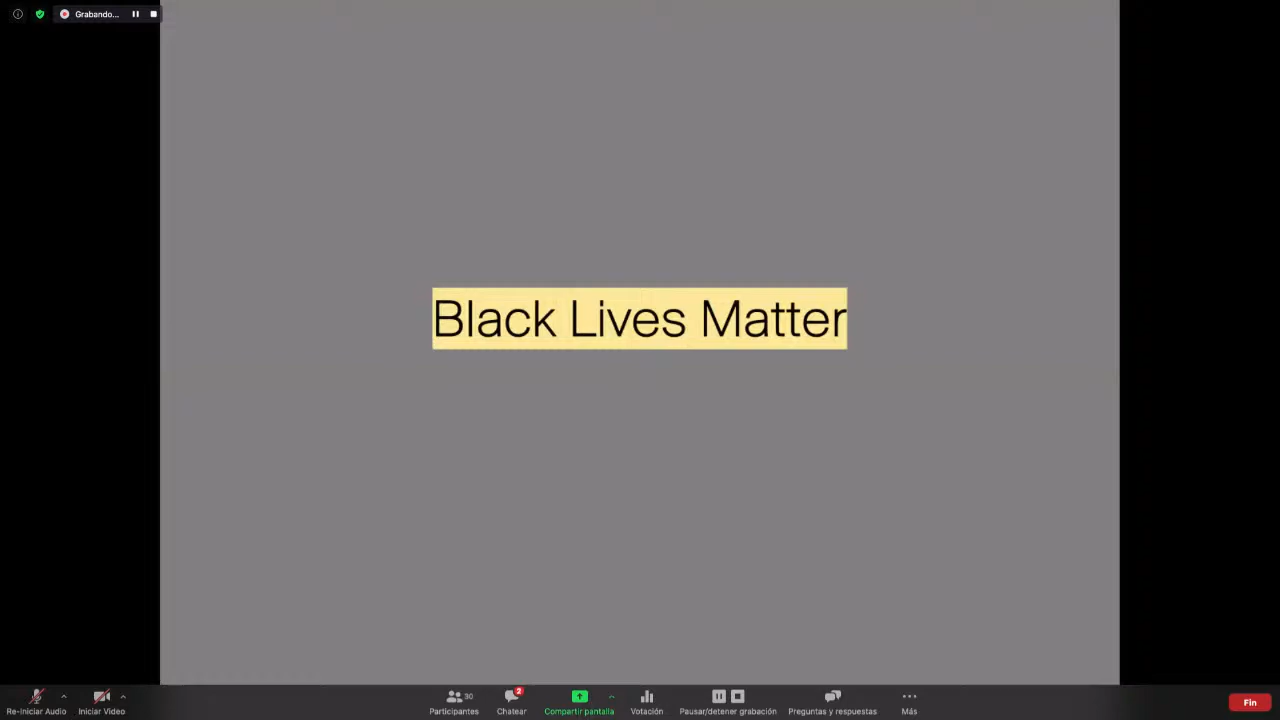 Grabando...
Black Lives Matter
Re-Iniciar Audio
Iniciar Video
30
Participantes
2
Chatear
Compartir pantalla
Votación
Pausar/detener grabación
Preguntas y respuestas
Más
Fin